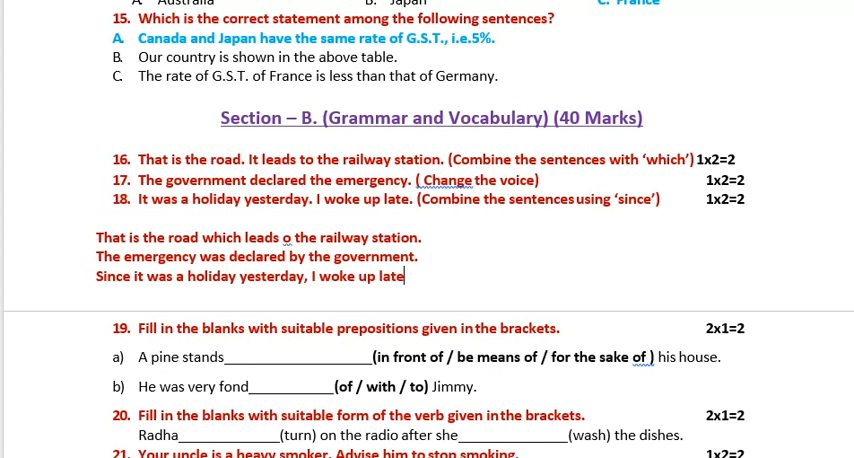 A. Australia B. Japan C. France
15. Which is the correct statement among the following sentences?
A. Canada and Japan have the same rate of G.S.T., i.e.5%.
B. Our country is shown in the above table.
C. The rate of G.S.T. of France is less than that of Germany.
Section – B. (Grammar and Vocabulary) (40 Marks)
16. That is the road. It leads to the railway station. (Combine the sentences with ‘which’) 1x2=2
17. The government declared the emergency. ( Change the voice) 1x2=2
18. It was a holiday yesterday. I woke up late. (Combine the sentences using ‘since’) 1x2=2
That is the road which leads o the railway station.
The emergency was declared by the government.
Since it was a holiday yesterday, I woke up late
19. Fill in the blanks with suitable prepositions given in the brackets. 2x1=2
a) A pine stands_______________(in front of / be means of / for the sake of ) his house.
b) He was very fond__________(of / with / to) Jimmy.
20. Fill in the blanks with suitable form of the verb given in the brackets. 2x1=2
Radha____________(turn) on the radio after she_____________(wash) the dishes.
21. Your uncle is a heavy smoker. Advise him to stop smoking. 1x2=2